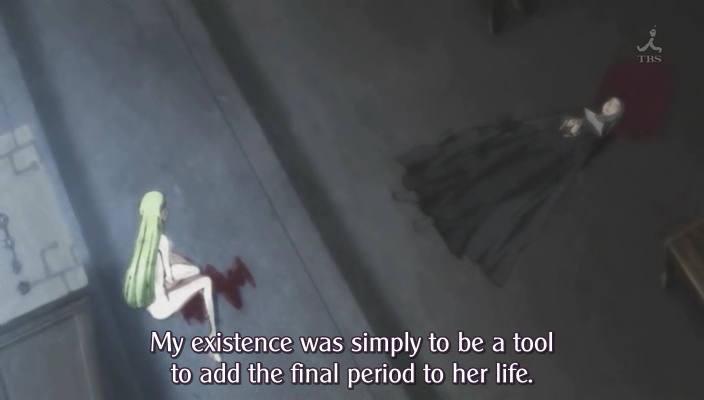 TBS
My existence was simply to be a tool
to add the final period to her life.